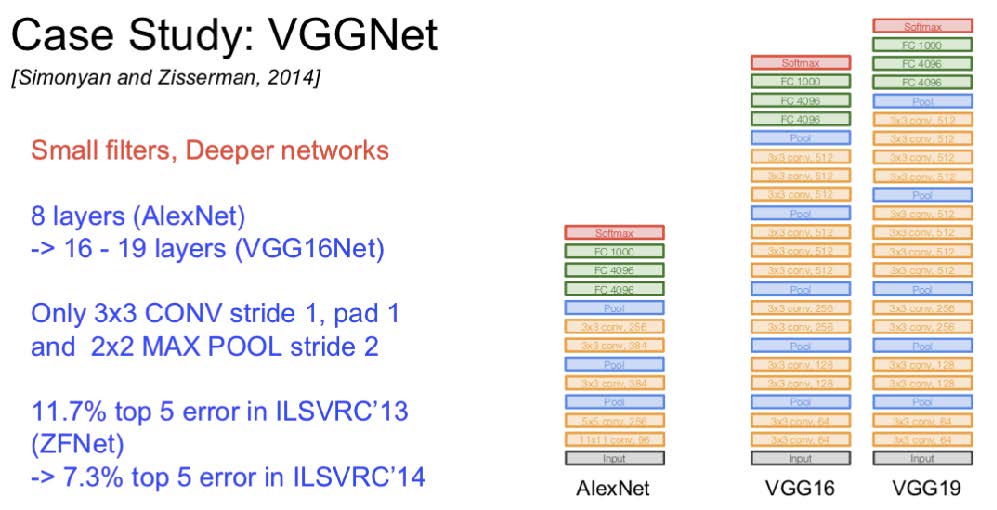 Case Study: VGGNet
[Simonyan and Zisserman, 2014]
Small filters, Deeper networks
8 layers (AlexNet)
-> 16 - 19 layers (VGG16Net)
Only 3x3 CONV stride 1, pad 1
and 2x2 MAX POOL stride 2
11.7% top 5 error in ILSVRC'13
(ZFNet)
-> 7.3% top 5 error in ILSVRC'14
Softmax
FC 1000
FC 4096
FC 4096
Pool
3x3 conv, 256
3x3 conv, 384
Pool
3x3 conv, 384
Pool
5x5 conv, 256
11x11 conv, 96
Input
AlexNet
Softmax
FC 1000
FC 4096
FC 4096
Pool
3x3 conv, 512
3x3 conv, 512
3x3 conv, 512
Pool
3x3 conv, 512
3x3 conv, 512
3x3 conv, 512
Pool
3x3 conv, 256
3x3 conv, 256
Pool
3x3 conv, 128
3x3 conv, 128
Pool
3x3 conv, 64
3x3 conv, 64
Input
VGG16
Softmax
FC 1000
FC 4096
FC 4096
Pool
3x3 conv, 512
3x3 conv, 512
3x3 conv, 512
3x3 conv, 512
Pool
3x3 conv, 512
3x3 conv, 512
3x3 conv, 512
3x3 conv, 512
Pool
3x3 conv, 256
3x3 conv, 256
Pool
3x3 conv, 128
3x3 conv, 128
Pool
3x3 conv, 64
3x3 conv, 64
Input
VGG19